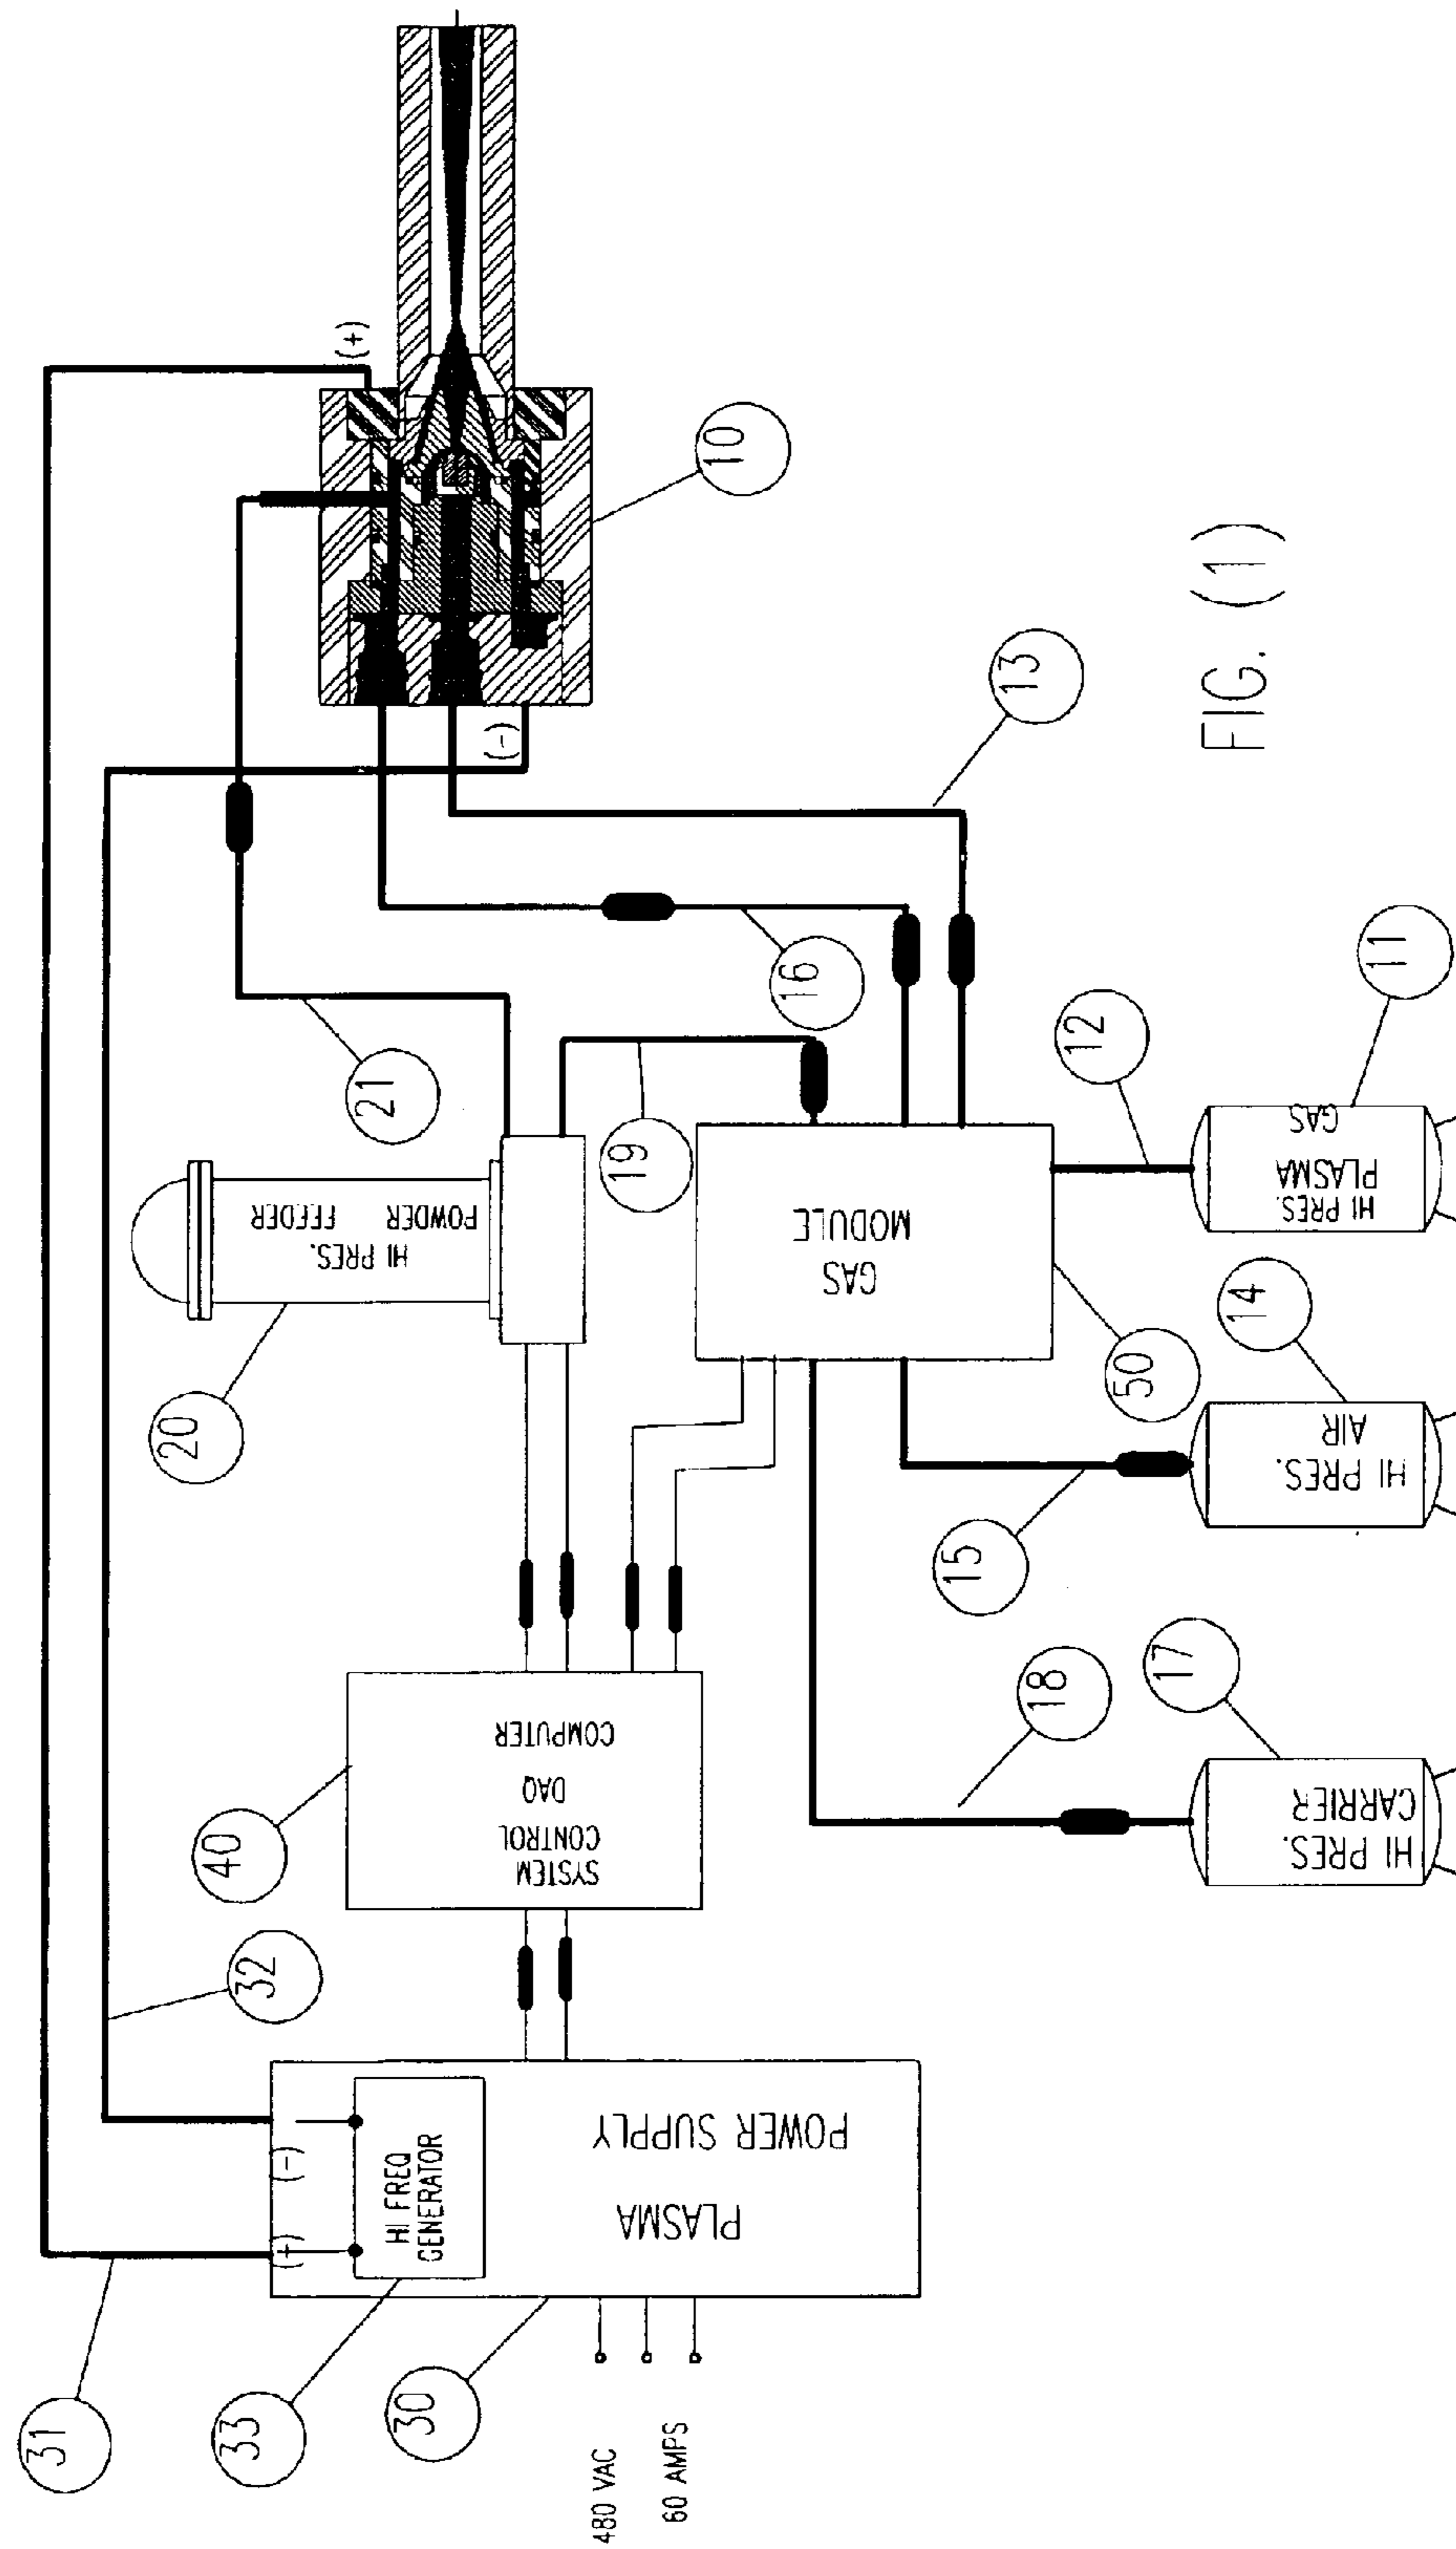 31
32
(+)
(-)
33
HI FREQ
GENERATOR
(+)
(-)
30
PLASMA
POWER SUPPLY
480 VAC
60 AMPS
40
SYSTEM
CONTROL
DAQ
COMPUTER
20
HI PRES.
POWDER
FEEDER
21
19
16
13
10
GAS
MODULE
50
18
17
HI PRES.
CARRIER
15
14
HI PRES.
AIR
12
11
HI PRES.
PLASMA
GAS
FIG. (1)